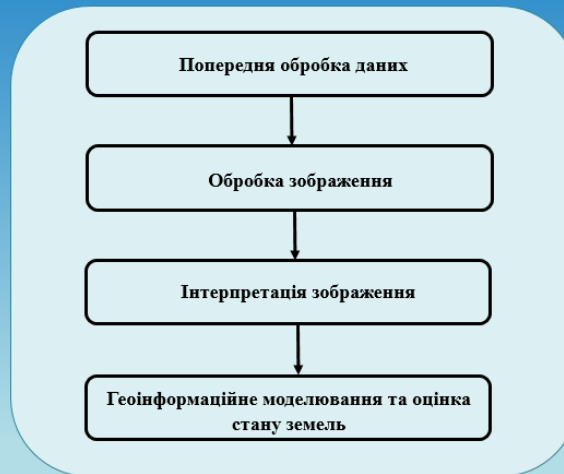 Попередня обробка даних
Обробка зображення
Інтерпретація зображення
Геоінформаційне моделювання та оцінка
стану земель